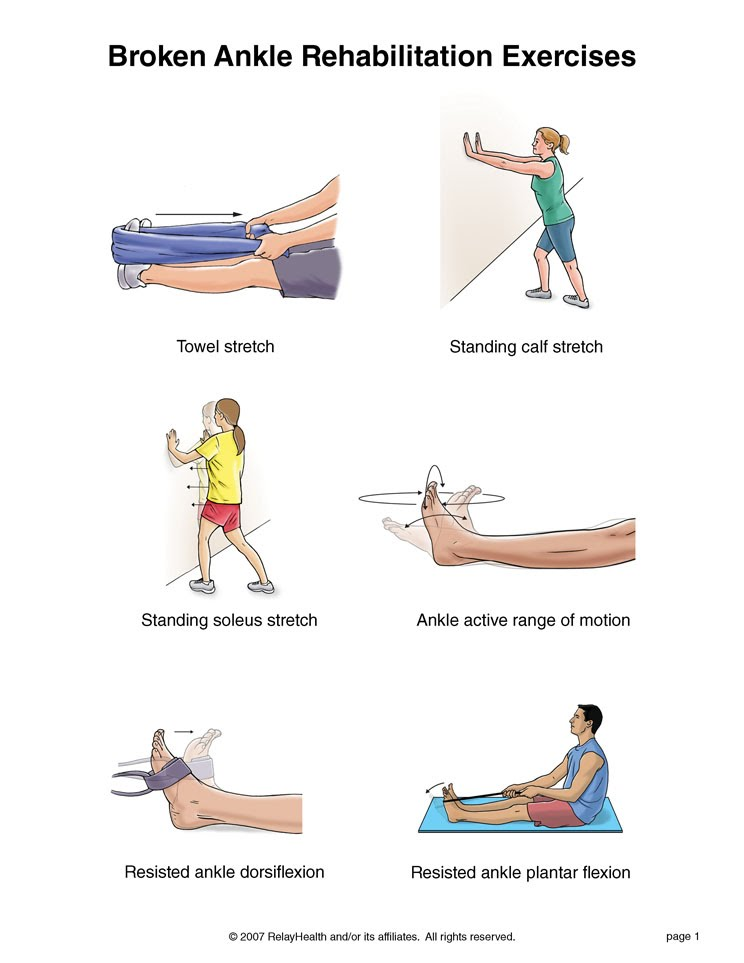 Broken Ankle Rehabilitation Exercises
Towel stretch
Standing calf stretch
Standing soleus stretch
Ankle active range of motion
Resisted ankle dorsiflexion
Resisted ankle plantar flexion
© 2007 RelayHealth and/or its affiliates.  All rights reserved.
page 1